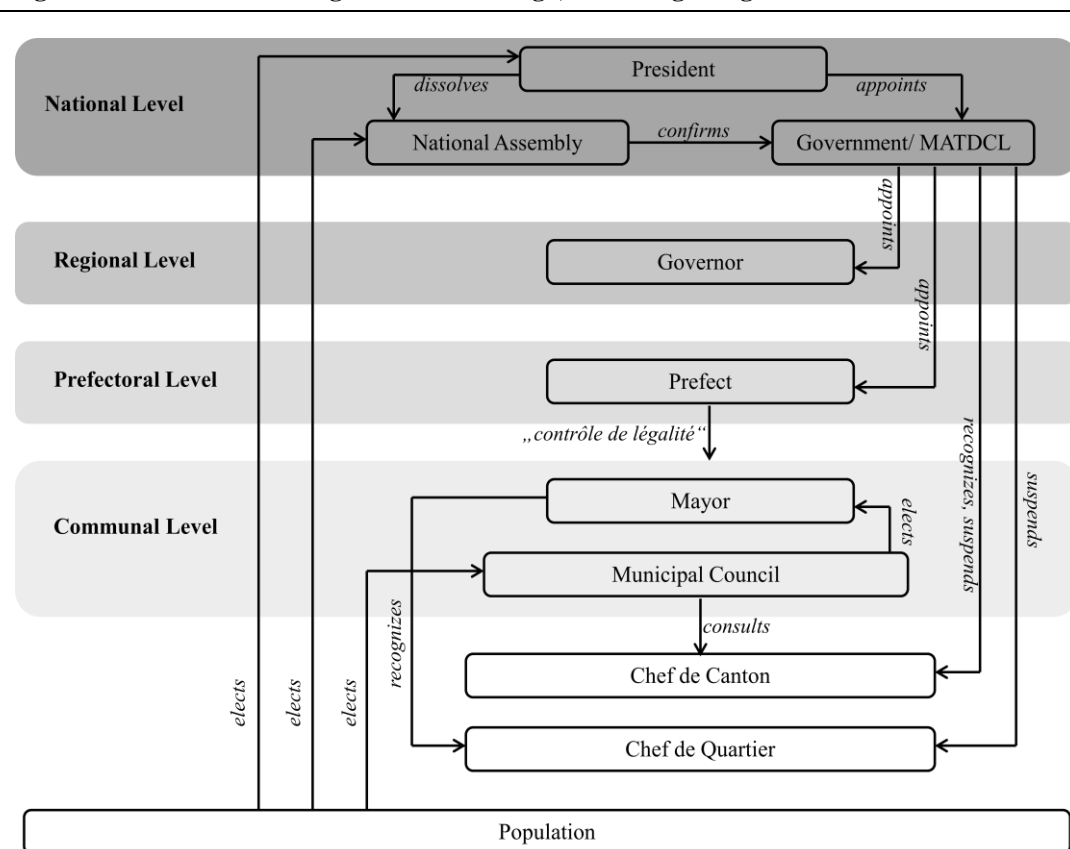 President
dissolves
appoints
National Level
National Assembly
confirms
Government/ MATDCL
appoints
Regional Level
Governor
appoints
Prefectoral Level
Prefect
„contrôle de légalité“
recognizes, suspends
suspends
Communal Level
Mayor
elects
Municipal Council
recognizes
consults
Chef de Canton
elects
elects
elects
Chef de Quartier
Population